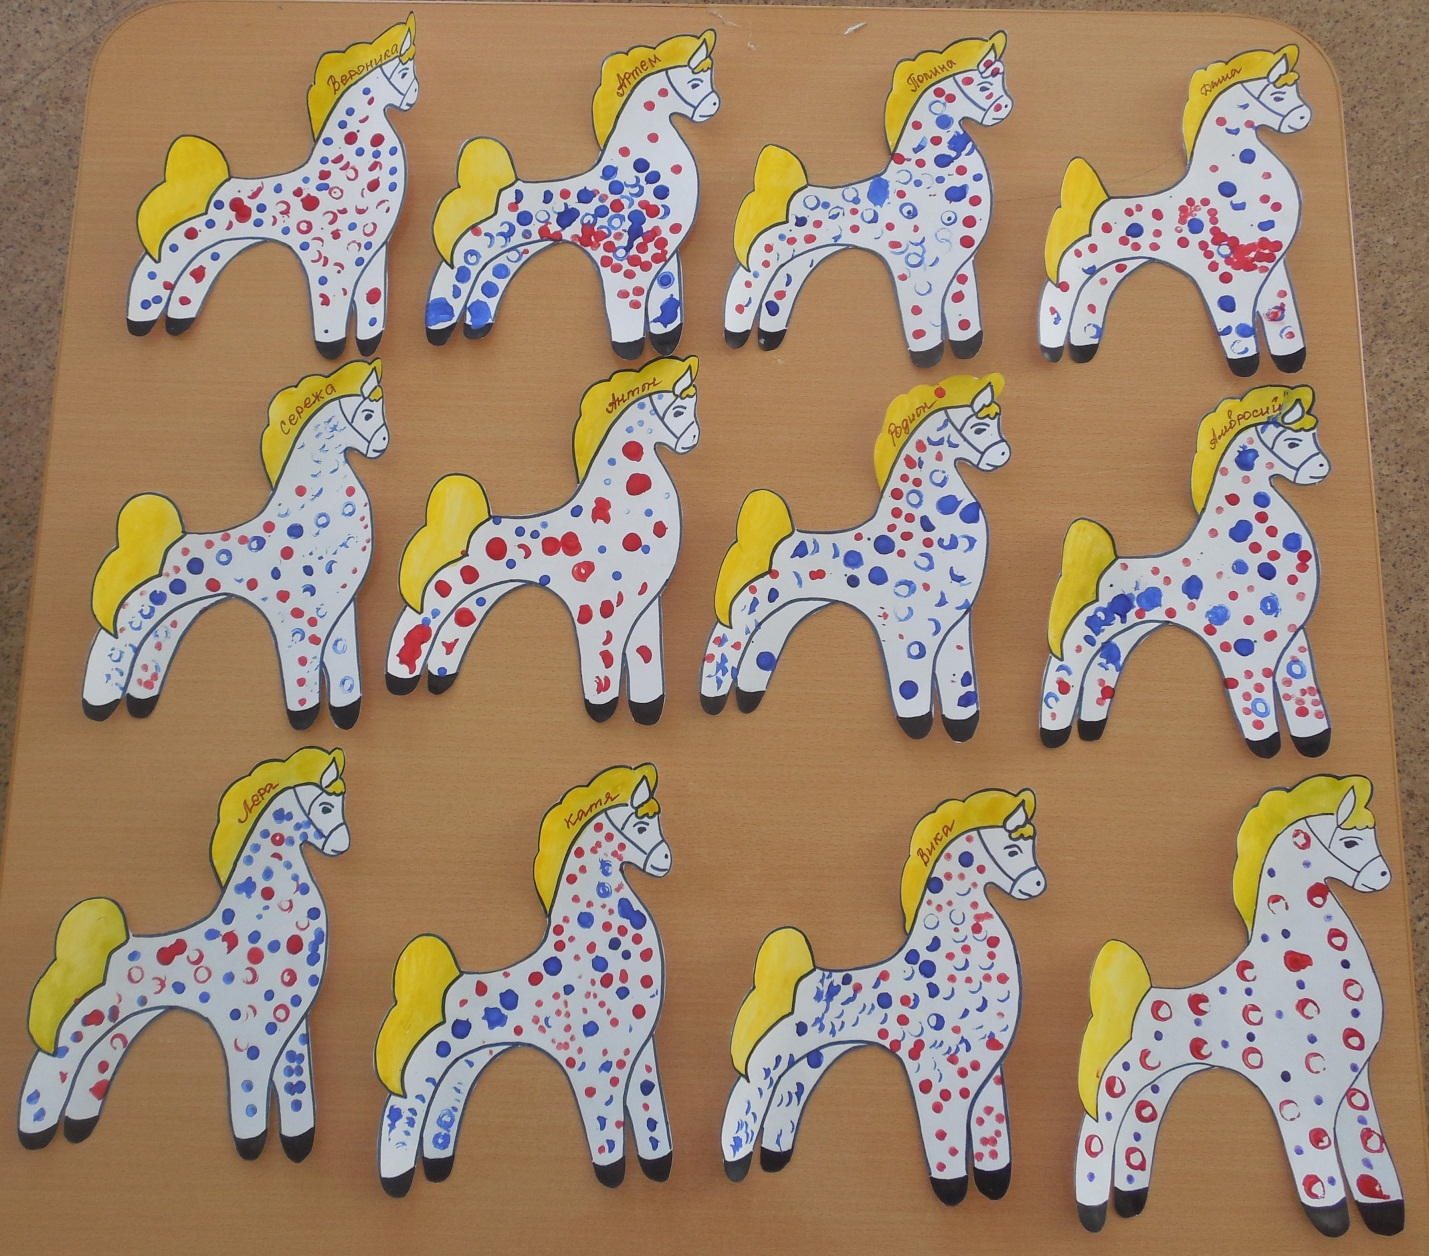 Вероника
Артем
Полина
Даша
Сережа
Антон
Родион
Амвросий
Лера
Катя
Вика